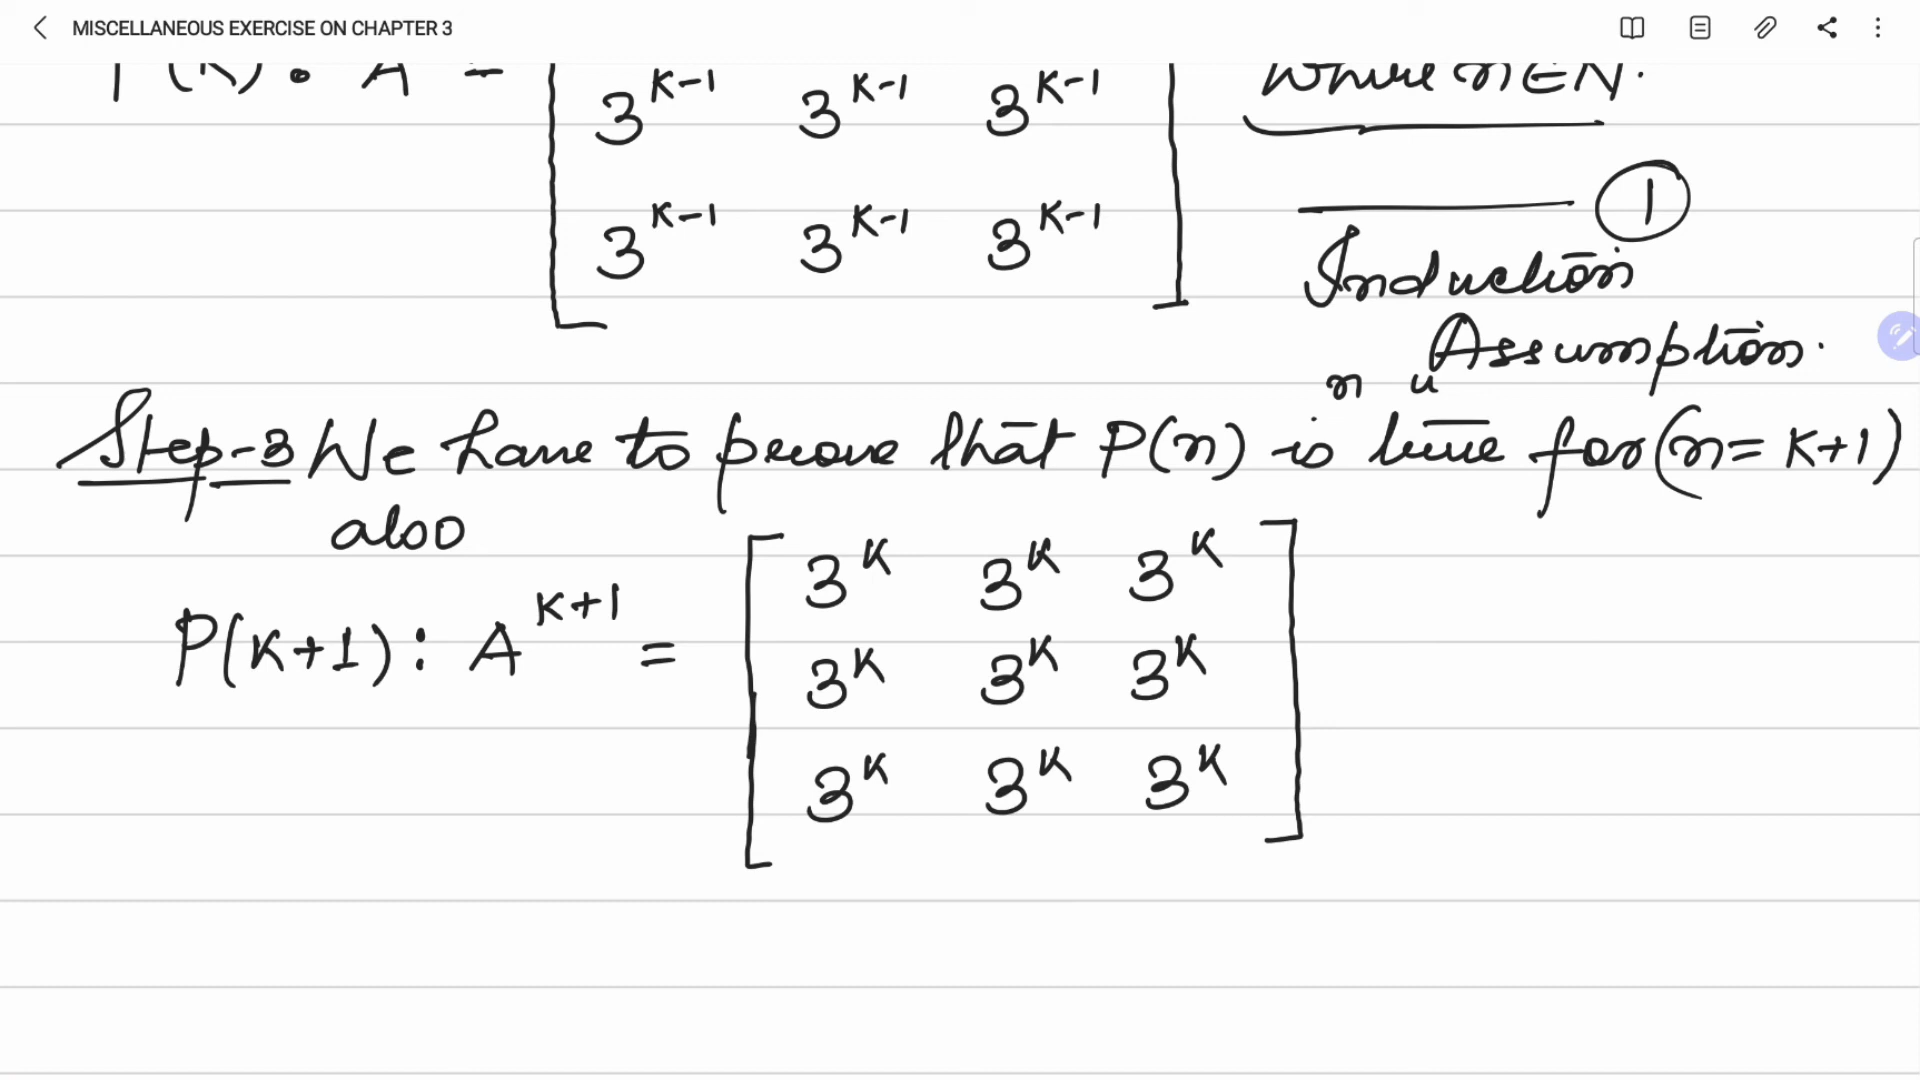 MISCELLANEOUS EXERCISE ON CHAPTER 3
P(K): A = where n∈N.
3^{K-1} 3^{K-1} 3^{K-1}
3^{K-1} 3^{K-1} 3^{K-1}
1
Induction
Assumption.
Step-3 We have to prove that P(n) is true for (n = K+1)
also
P(K+1): A^{K+1} =
3^K 3^K 3^K
3^K 3^K 3^K
3^K 3^K 3^K